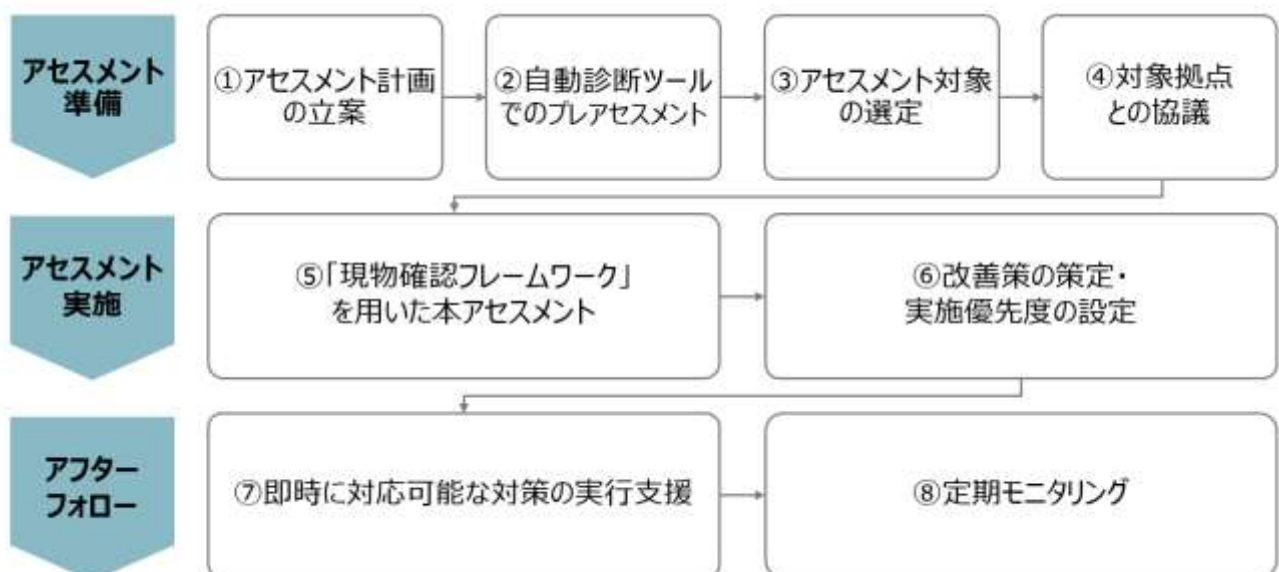 アセスメント
準備
①アセスメント計画
の立案
②自動診断ツール
でのプレアセスメント
③アセスメント対象
の選定
④対象拠点
との協議
アセスメント
実施
⑤「現物確認フレームワーク」
を用いた本アセスメント
⑥改善策の策定・
実施優先度の設定
アフター
フォロー
⑦即時に対応可能な対策の実行支援
⑧定期モニタリング